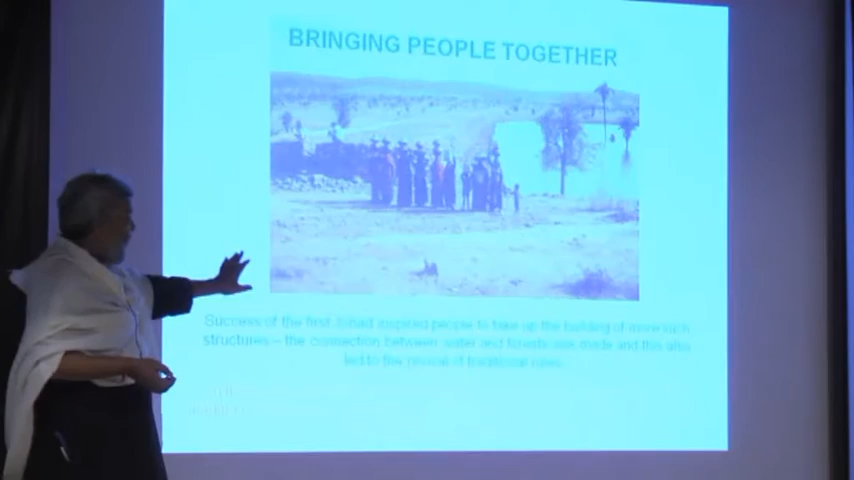 BRINGING PEOPLE TOGETHER
Success of the first Johad inspiring people to take up the building of more such
structures – the connection between water and forests was made and this also
led to the revival of traditional rules.